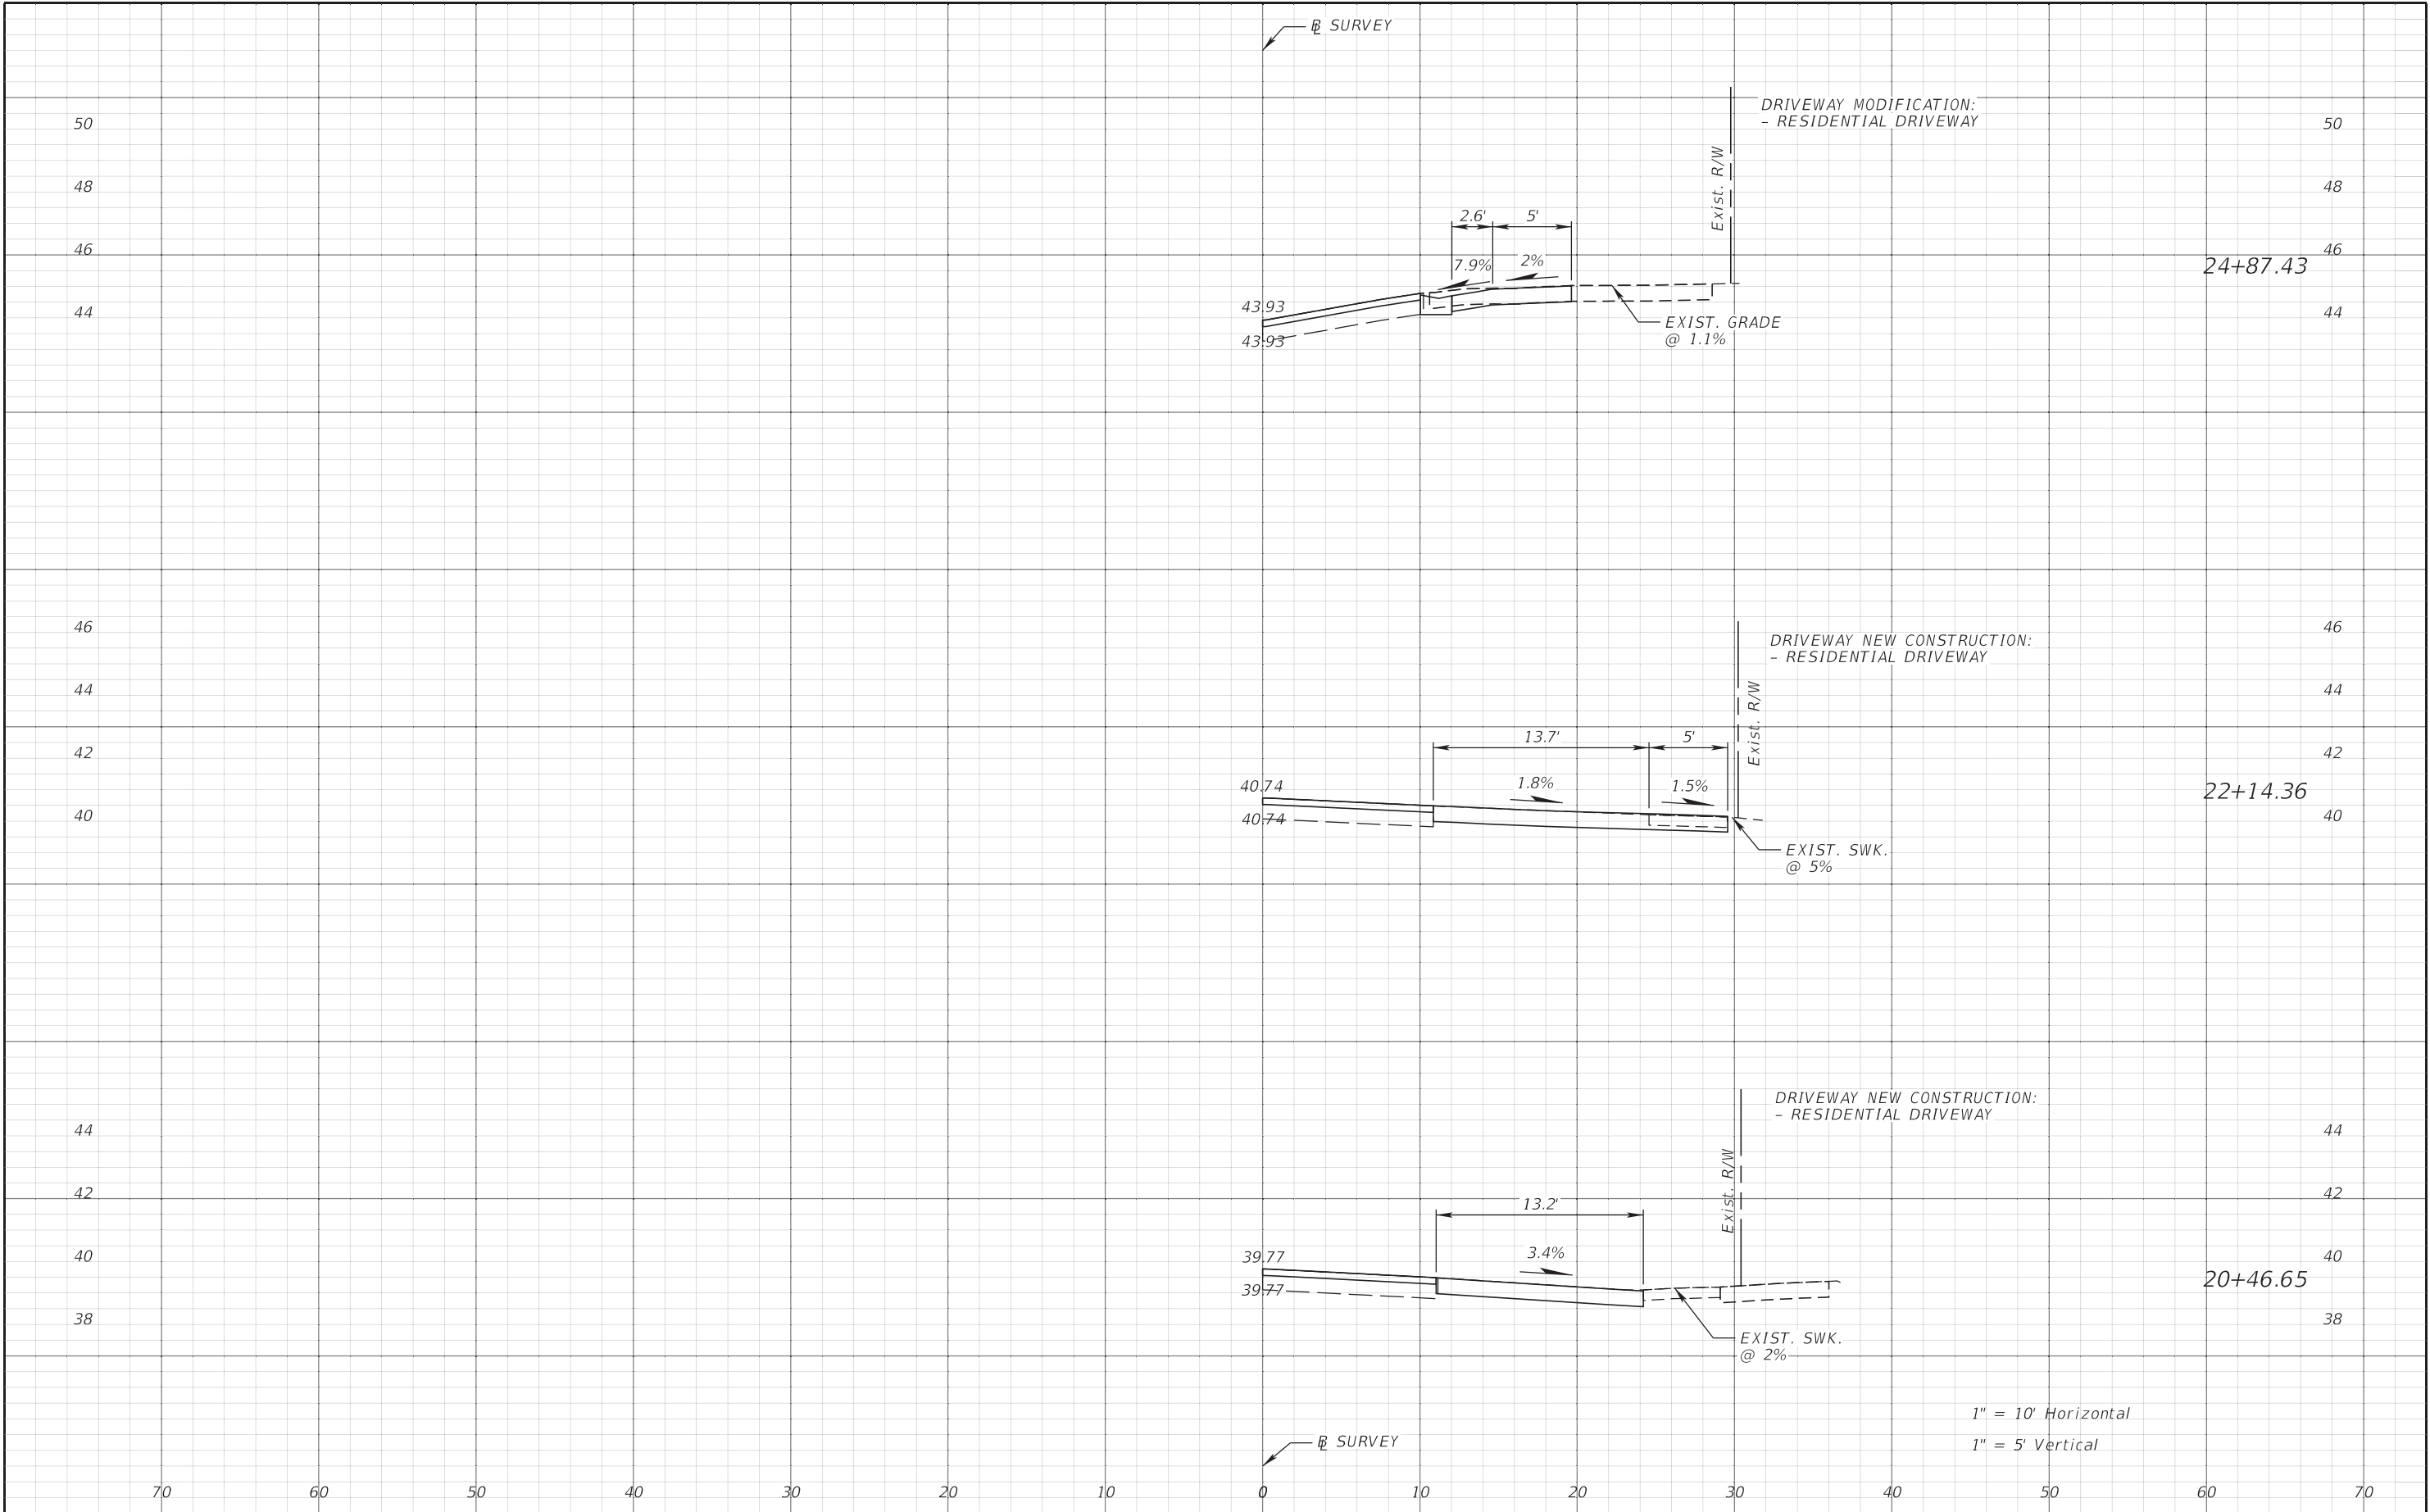 BL SURVEY
DRIVEWAY MODIFICATION:
- RESIDENTIAL DRIVEWAY
50
50
Exist. R/W
48
48
2.6'
5'
46
46
7.9%
2%
24+87.43
43.93
44
44
EXIST. GRADE
@ 1.1%
43.93
46
46
DRIVEWAY NEW CONSTRUCTION:
- RESIDENTIAL DRIVEWAY
44
44
Exist. R/W
13.7'
5'
42
42
40.74
1.8%
1.5%
22+14.36
40
40
40.74
EXIST. SWK.
@ 5%
DRIVEWAY NEW CONSTRUCTION:
- RESIDENTIAL DRIVEWAY
44
44
Exist. R/W
42
42
13.2'
40
40
39.77
3.4%
20+46.65
39.77
38
38
EXIST. SWK.
@ 2%
1" = 10' Horizontal
BL SURVEY
1" = 5' Vertical
70 60 50 40 30 20 10 0 10 20 30 40 50 60 70